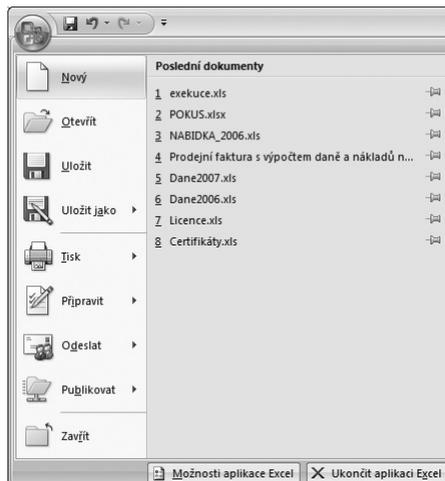 Nový
Otevřít
Uložit
Uložit jako
Tisk
Připravit
Odeslat
Publikovat
Zavřít
Poslední dokumenty
1 exekuce.xls
2 POKUS.xlsx
3 NABIDKA_2006.xls
4 Prodejní faktura s výpočtem daně a nákladů n...
5 Dane2007.xls
6 Dane2006.xls
7 Licence.xls
8 Certifikáty.xls
Možnosti aplikace Excel
Ukončit aplikaci Excel